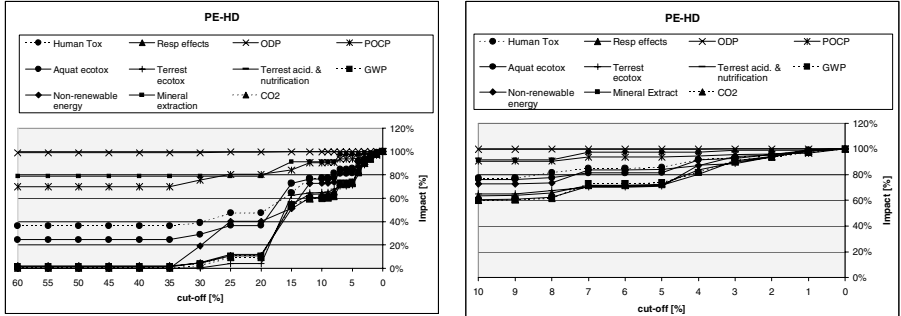 PE-HD
Human Tox
Resp effects
ODP
POCP
Aquat ecotox
Terrest
ecotox
Terrest acid. &
nutrification
GWP
Non-renewable
energy
Mineral
extraction
CO2
120%
100%
80%
60%
40%
20%
0%
Impact [%]
60 55 50 45 40 35 30 25 20 15 10 5 0
cut-off [%]
PE-HD
Human Tox
Resp effects
ODP
POCP
Aquat ecotox
Terrest
ecotox
Terrest acid. &
nutrification
GWP
Non-renewable
energy
Mineral Extract
CO2
120%
100%
80%
60%
40%
20%
0%
Impact [%]
10 9 8 7 6 5 4 3 2 1 0
cut-off [%]